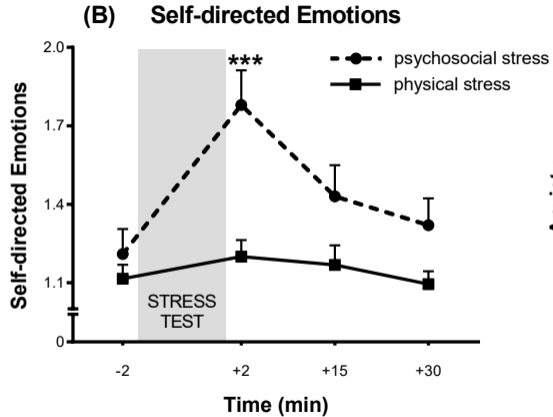 (B) Self-directed Emotions
***
psychosocial stress
physical stress
Self-directed Emotions
2.0
1.7
1.4
1.1
0
STRESS
TEST
-2 +2 +15 +30
Time (min)